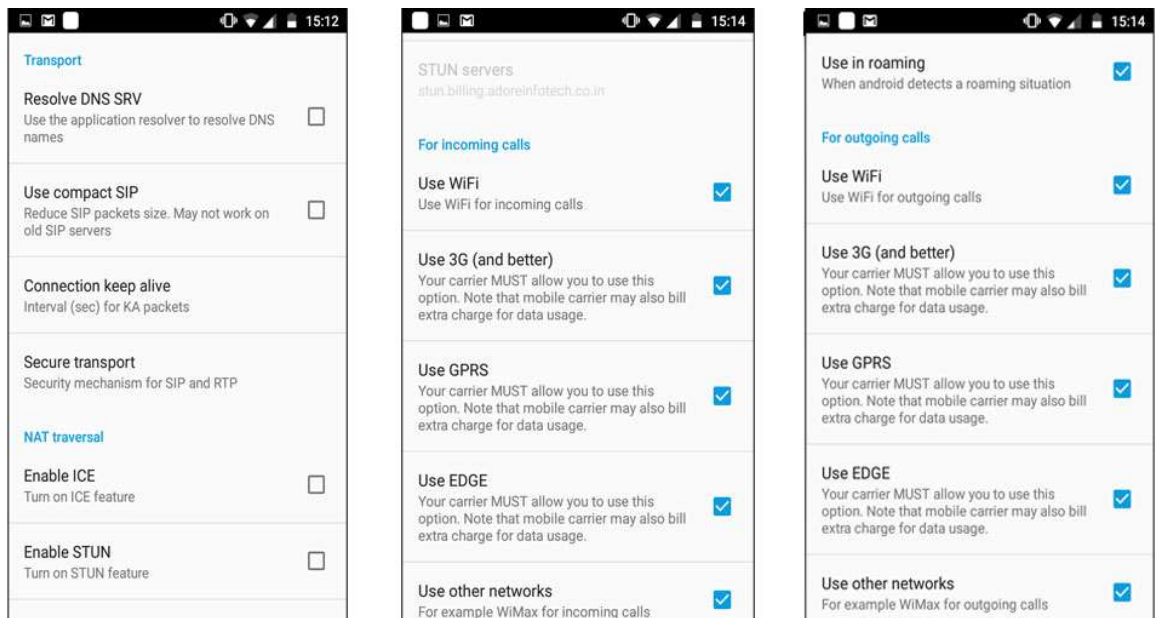 15:12
Transport
Resolve DNS SRV
Use the application resolver to resolve DNS
names
Use compact SIP
Reduce SIP packets size. May not work on
old SIP servers
Connection keep alive
Interval (sec) for KA packets
Secure transport
Security mechanism for SIP and RTP
NAT traversal
Enable ICE
Turn on ICE feature
Enable STUN
Turn on STUN feature
15:14
STUN servers
stun.billing.adoreinfotech.co.in
For incoming calls
Use WiFi
Use WiFi for incoming calls
Use 3G (and better)
Your carrier MUST allow you to use this
option. Note that mobile carrier may also bill
extra charge for data usage.
Use GPRS
Your carrier MUST allow you to use this
option. Note that mobile carrier may also bill
extra charge for data usage.
Use EDGE
Your carrier MUST allow you to use this
option. Note that mobile carrier may also bill
extra charge for data usage.
Use other networks
For example WiMax for incoming calls
15:14
Use in roaming
When android detects a roaming situation
For outgoing calls
Use WiFi
Use WiFi for outgoing calls
Use 3G (and better)
Your carrier MUST allow you to use this
option. Note that mobile carrier may also bill
extra charge for data usage.
Use GPRS
Your carrier MUST allow you to use this
option. Note that mobile carrier may also bill
extra charge for data usage.
Use EDGE
Your carrier MUST allow you to use this
option. Note that mobile carrier may also bill
extra charge for data usage.
Use other networks
For example WiMax for outgoing calls